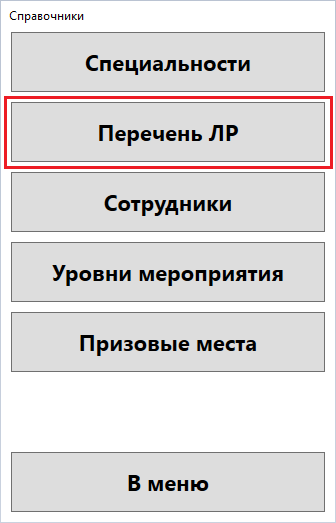 Справочники
Специальности
Перечень ЛР
Сотрудники
Уровни мероприятия
Призовые места
В меню